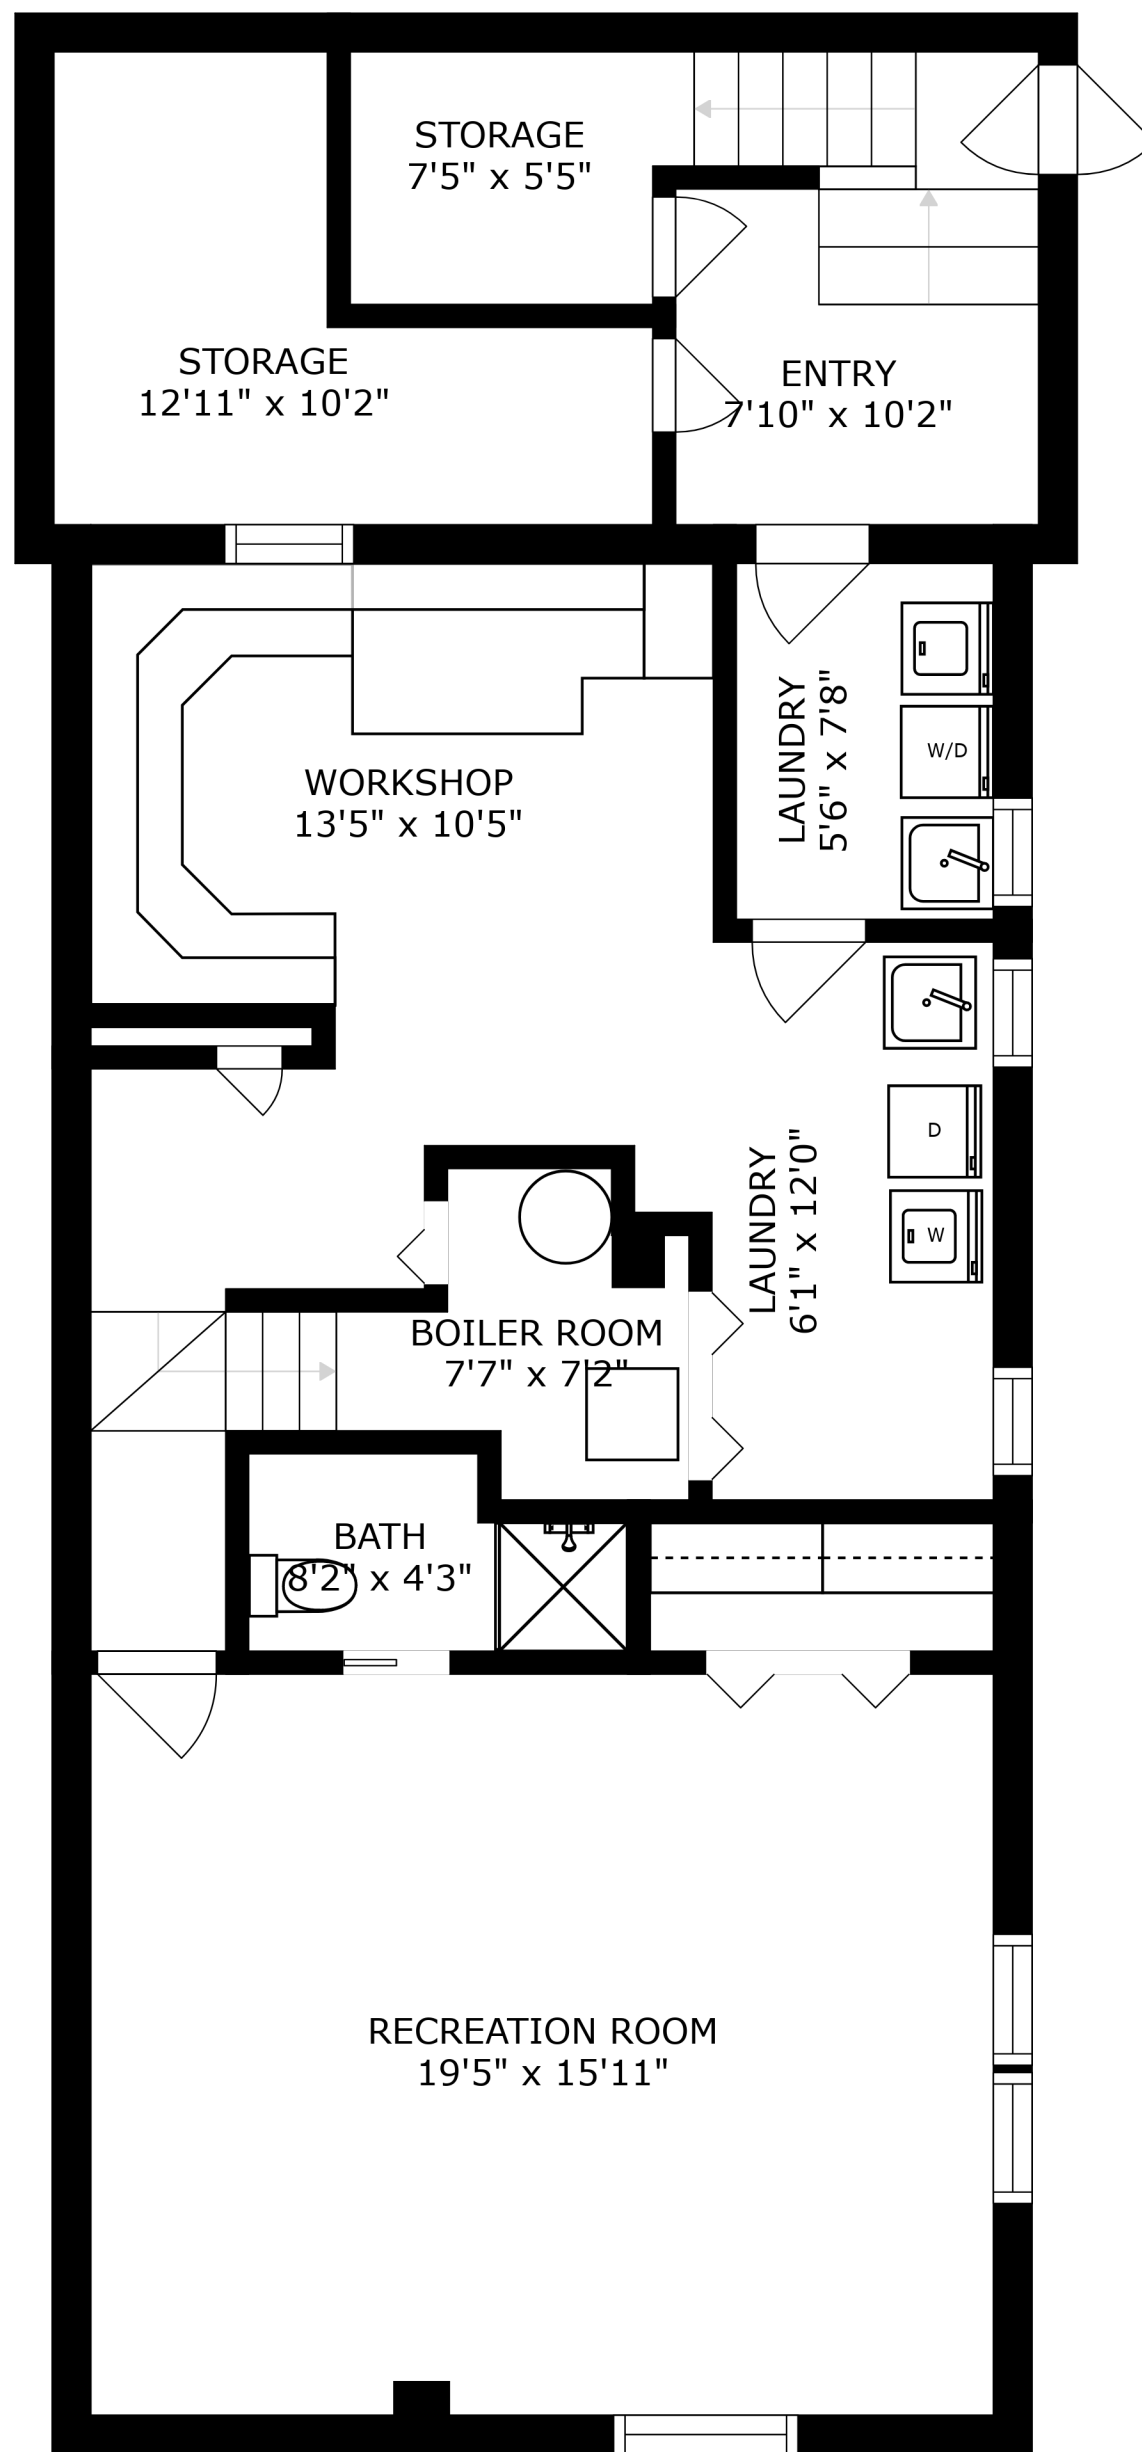 STORAGE
7'5" x 5'5"
STORAGE
12'11" x 10'2"
ENTRY
7'10" x 10'2"
WORKSHOP
13'5" x 10'5"
LAUNDRY
5'6" x 7'8"
W/D
LAUNDRY
6'1" x 12'0"
D
W
BOILER ROOM
7'7" x 7'2"
BATH
8'2" x 4'3"
RECREATION ROOM
19'5" x 15'11"